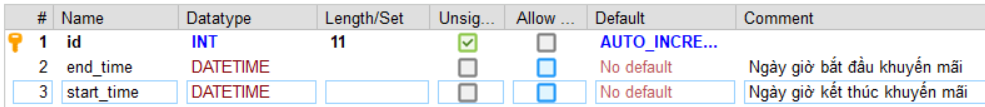 # Name Datatype Length/Set Unsig... Allow ... Default Comment
1 id INT 11 AUTO_INCRE...
2 end_time DATETIME No default Ngày giờ bắt đầu khuyến mãi
3 start_time DATETIME No default Ngày giờ kết thúc khuyến mãi